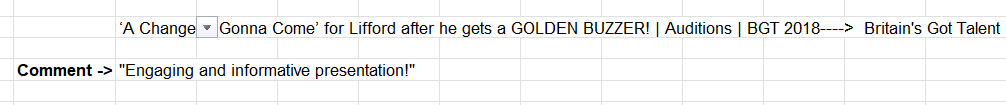 ‘A Change Gonna Come’ for Lifford after he gets a GOLDEN BUZZER! | Auditions | BGT 2018----> Britain's Got Talent
Comment -> "Engaging and informative presentation!"